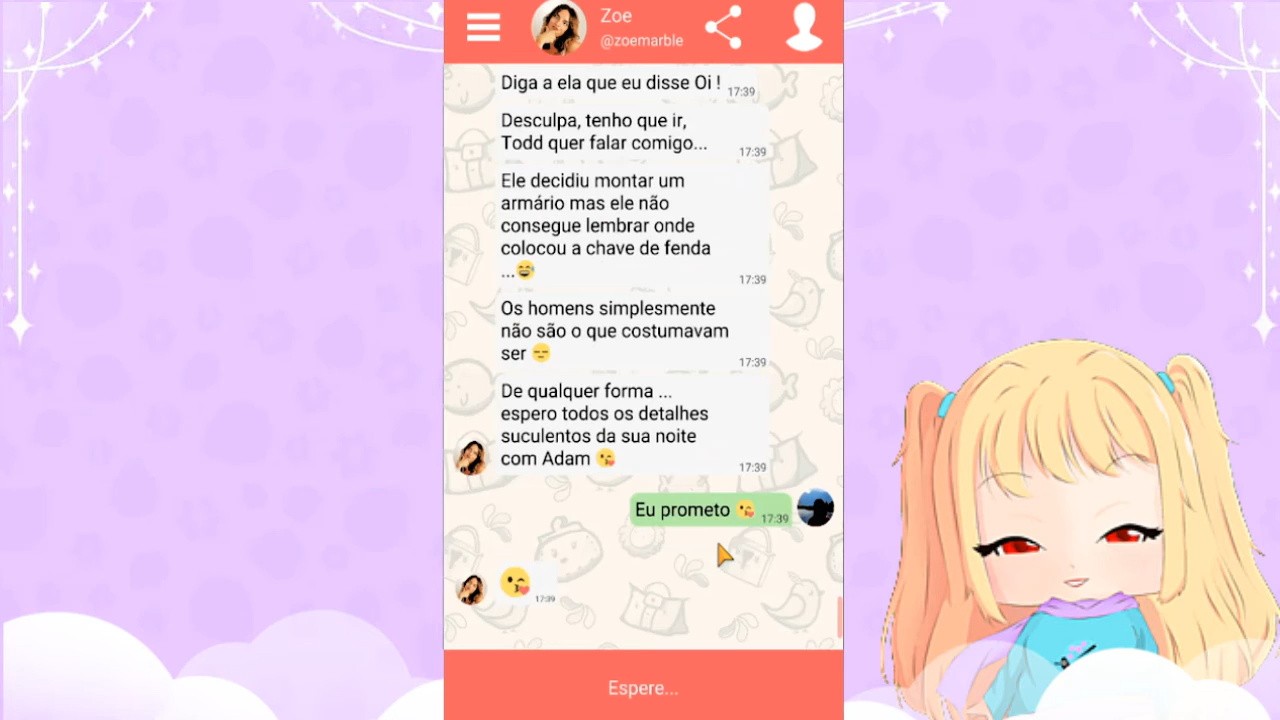 Zoe
@zoemarble
Diga a ela que eu disse Oi !
17:39
Desculpa, tenho que ir,
Todd quer falar comigo...
17:39
Ele decidiu montar um
armário mas ele não
consegue lembrar onde
colocou a chave de fenda
...😅
17:39
Os homens simplesmente
não são o que costumavam
ser 😑
17:39
De qualquer forma ...
espero todos os detalhes
suculentos da sua noite
com Adam 😘
17:39
Eu prometo 😘
17:39
😘
17:39
Espere...